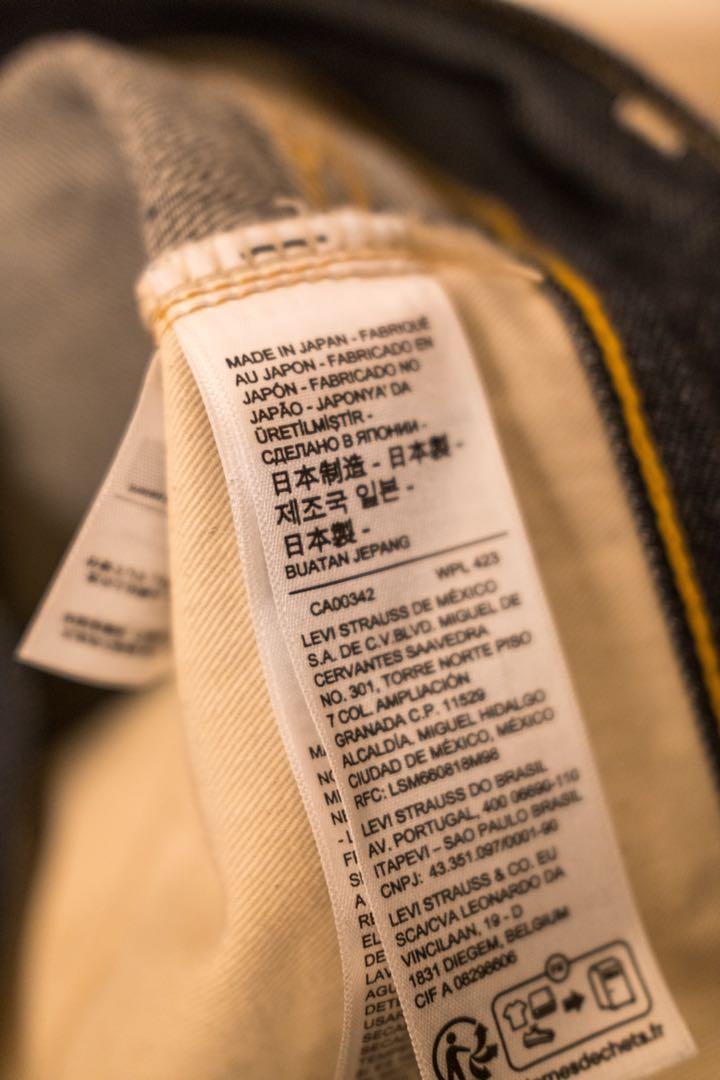 MADE IN JAPAN - FABRIQUÉ
AU JAPON - FABRICADO EN
JAPÓN - FABRICADO NO
JAPÃO - JAPONYA' DA
ÜRETİLMİŞTİR -
СДЕЛАНО В ЯПОНИИ -
日本制造 - 日本製 -
제조국 일본 -
日本製 -
BUATAN JEPANG
CA00342 WPL 423
LEVI STRAUSS DE MÉXICO
S.A. DE C.V.BLVD. MIGUEL DE
CERVANTES SAAVEDRA
NO. 301, TORRE NORTE PISO
7 COL. AMPLIACIÓN
GRANADA C.P. 11529
ALCALDÍA. MIGUEL HIDALGO
CIUDAD DE MÉXICO, MÉXICO
RFC: LSM660818M98
LEVI STRAUSS DO BRASIL
AV. PORTUGAL, 400 06690-110
ITAPEVI – SAO PAULO BRASIL
CNPJ: 43.351.097/0001-90
LEVI STRAUSS & CO. EU
SCA/CVA LEONARDO DA
VINCILAAN, 19 - D
1831 DIEGEM, BELGIUM
CIF A 08298606
FR